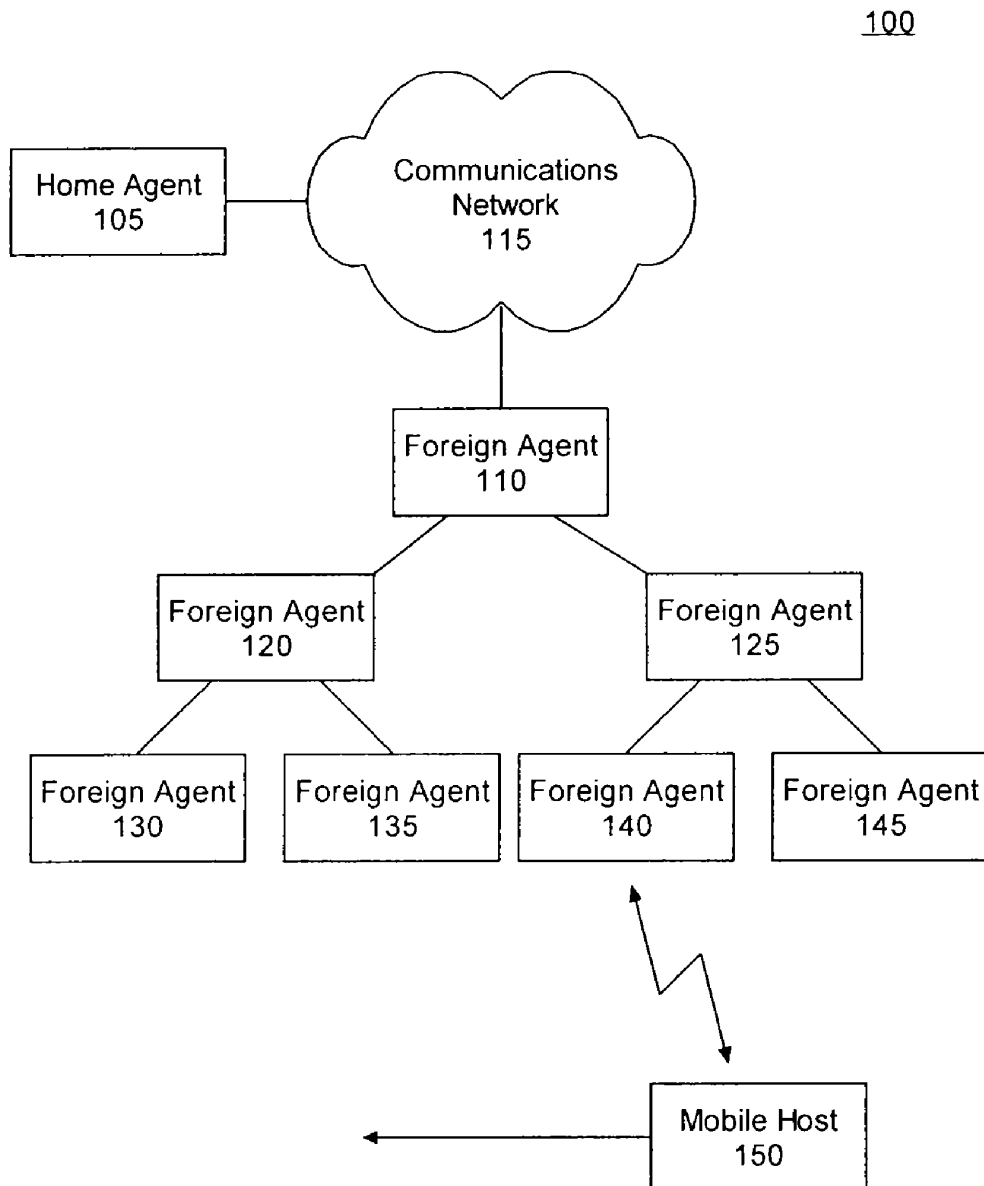 100
Home Agent
105
Communications
Network
115
Foreign Agent
110
Foreign Agent
120
Foreign Agent
125
Foreign Agent
130
Foreign Agent
135
Foreign Agent
140
Foreign Agent
145
Mobile Host
150